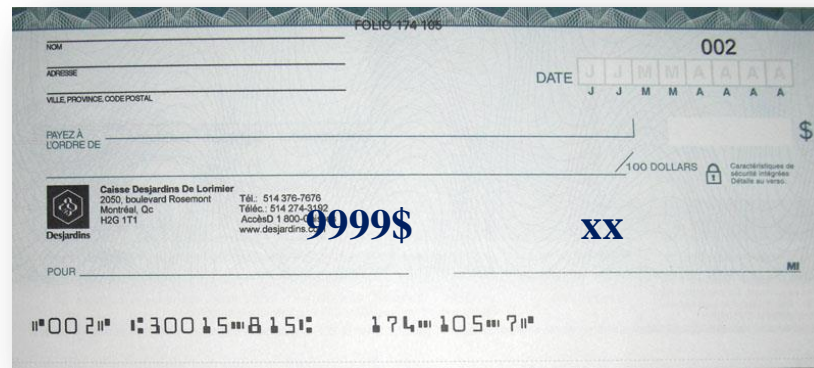 FOLIO 174 105
002
NOM
ADRESSE
VILLE, PROVINCE, CODE POSTAL
DATE J J M M A A A A
J J M M A A A A
PAYEZ À
L'ORDRE DE
$
/100 DOLLARS
Caractéristiques de
sécurité intégrées
Détails au verso.
Caisse Desjardins De Lorimier
2050, boulevard Rosemont
Montréal, Qc
H2G 1T1
Desjardins
Tél.: 514 376-7676
Téléc.: 514 274-3192
AccèsD 1 800-
www.desjardins.
9999$
xx
POUR
MI
⑈002⑈ ⑆30015⑉815⑆ 174⑉105⑉7⑈